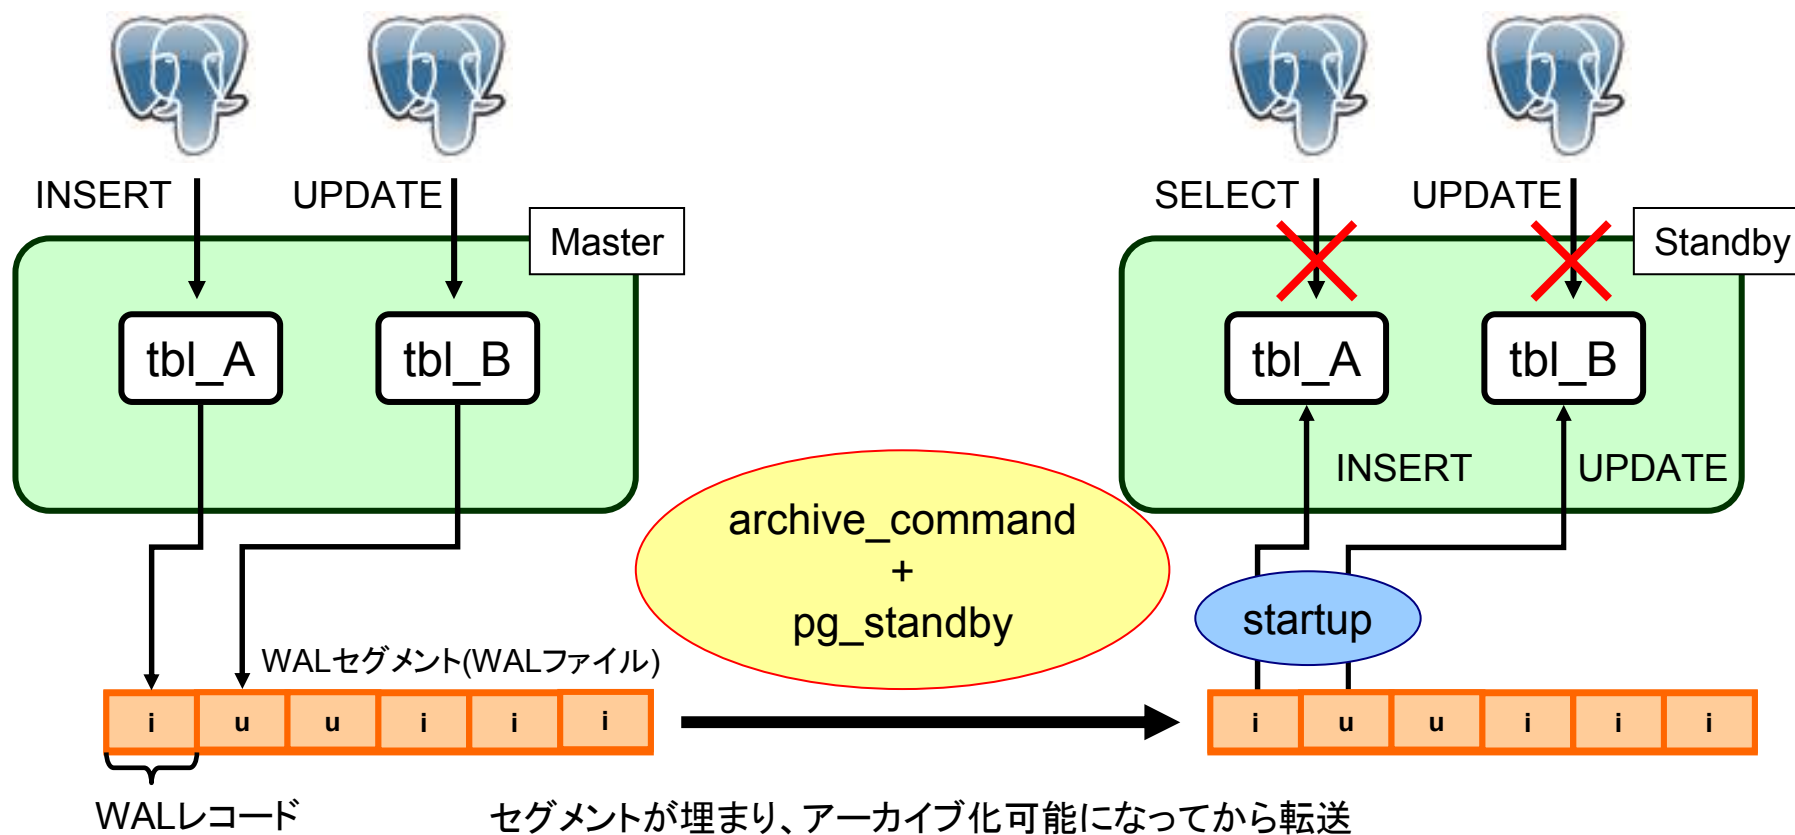 INSERT
UPDATE
Master
tbl_A
tbl_B
SELECT
UPDATE
Standby
tbl_A
tbl_B
INSERT
UPDATE
archive_command
+
pg_standby
startup
WALセグメント(WALファイル)
i u u i i i
i u u i i i
WALレコード
セグメントが埋まり、アーカイブ化可能になってから転送